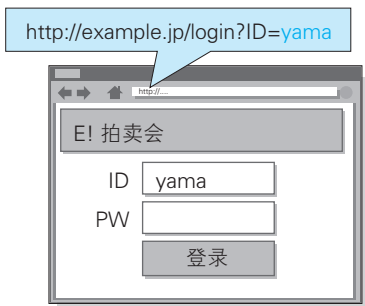 http://example.jp/login?ID=yama
http://....
E! 拍卖会
ID yama
PW
登录